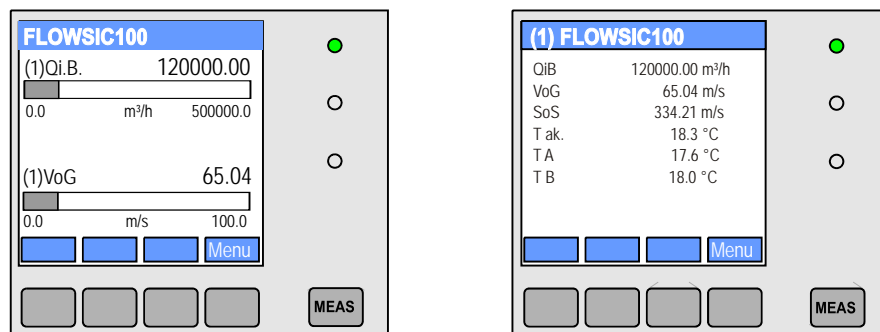 FLOWSIC100
(1)Qi.B. 120000.00
0.0 m³/h 500000.0
(1)VoG 65.04
0.0 m/s 100.0
Menu
MEAS
(1) FLOWSIC100
QiB 120000.00 m³/h
VoG 65.04 m/s
SoS 334.21 m/s
T ak. 18.3 °C
T A 17.6 °C
T B 18.0 °C
Menu
MEAS